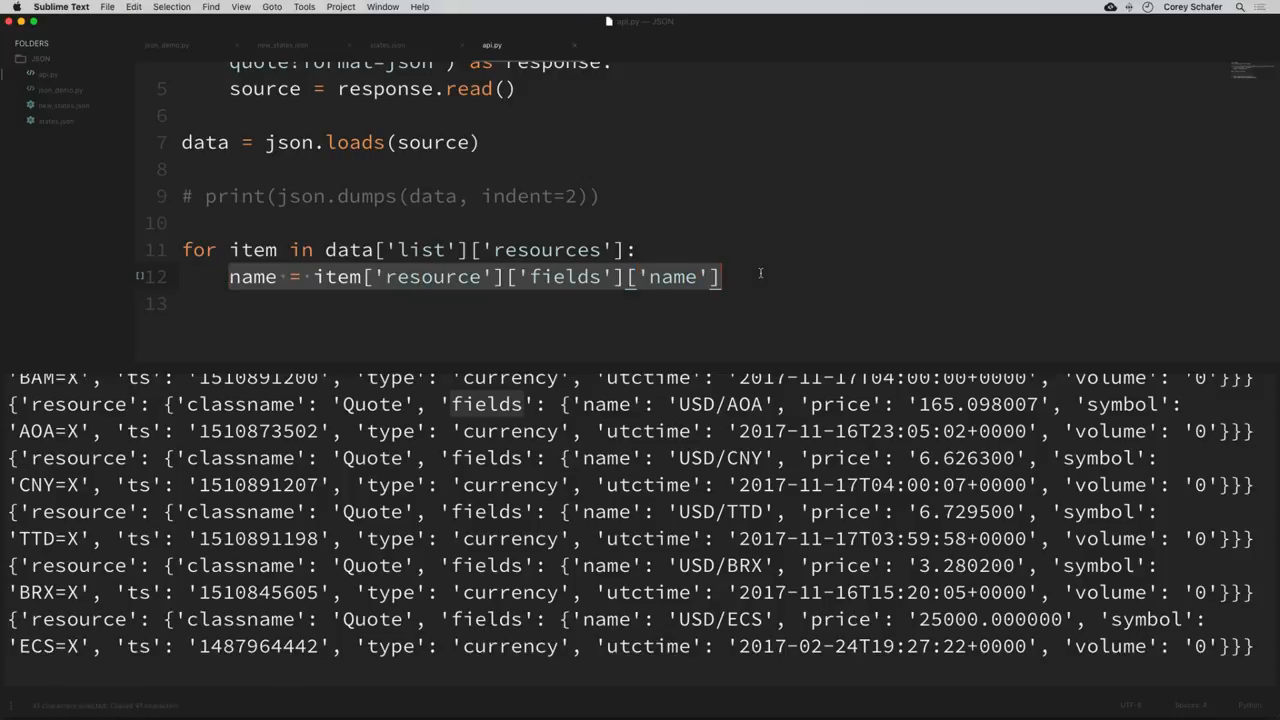 Sublime Text File Edit Selection Find View Goto Tools Project Window Help Corey Schafer
api.py — JSON
FOLDERS
JSON
api.py
json_demo.py
new_states.json
states.json
json_demo.py new_states.json states.json api.py
quote?format=json") as response:
5 source = response.read()
6
7 data = json.loads(source)
8
9 # print(json.dumps(data, indent=2))
10
11 for item in data['list']['resources']:
12 name = item['resource']['fields']['name']
13
'BAM=X', 'ts': '1510891200', 'type': 'currency', 'utctime': '2017-11-17T04:00:00+0000', 'volume': '0'}}}
{'resource': {'classname': 'Quote', 'fields': {'name': 'USD/AOA', 'price': '165.098007', 'symbol':
'AOA=X', 'ts': '1510873502', 'type': 'currency', 'utctime': '2017-11-16T23:05:02+0000', 'volume': '0'}}}
{'resource': {'classname': 'Quote', 'fields': {'name': 'USD/CNY', 'price': '6.626300', 'symbol':
'CNY=X', 'ts': '1510891207', 'type': 'currency', 'utctime': '2017-11-17T04:00:07+0000', 'volume': '0'}}}
{'resource': {'classname': 'Quote', 'fields': {'name': 'USD/TTD', 'price': '6.729500', 'symbol':
'TTD=X', 'ts': '1510891198', 'type': 'currency', 'utctime': '2017-11-17T03:59:58+0000', 'volume': '0'}}}
{'resource': {'classname': 'Quote', 'fields': {'name': 'USD/BRX', 'price': '3.280200', 'symbol':
'BRX=X', 'ts': '1510845605', 'type': 'currency', 'utctime': '2017-11-16T15:20:05+0000', 'volume': '0'}}}
{'resource': {'classname': 'Quote', 'fields': {'name': 'USD/ECS', 'price': '25000.000000', 'symbol':
'ECS=X', 'ts': '1487964442', 'type': 'currency', 'utctime': '2017-02-24T19:27:22+0000', 'volume': '0'}}}
UTF-8 Spaces: 4 Python